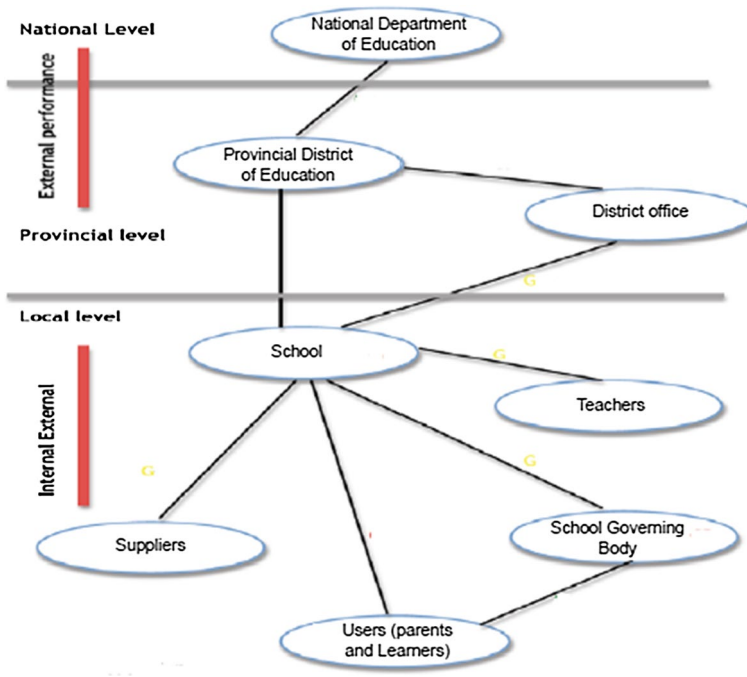 National Level
National Department
of Education
External performance
Provincial District
of Education
District office
Provincial level
G
Local level
School
G
Teachers
Internal External
G
G
School Governing
Body
Suppliers
Users (parents
and Learners)